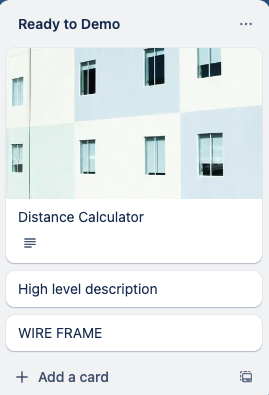 Ready to Demo
Distance Calculator
High level description
WIRE FRAME
Add a card